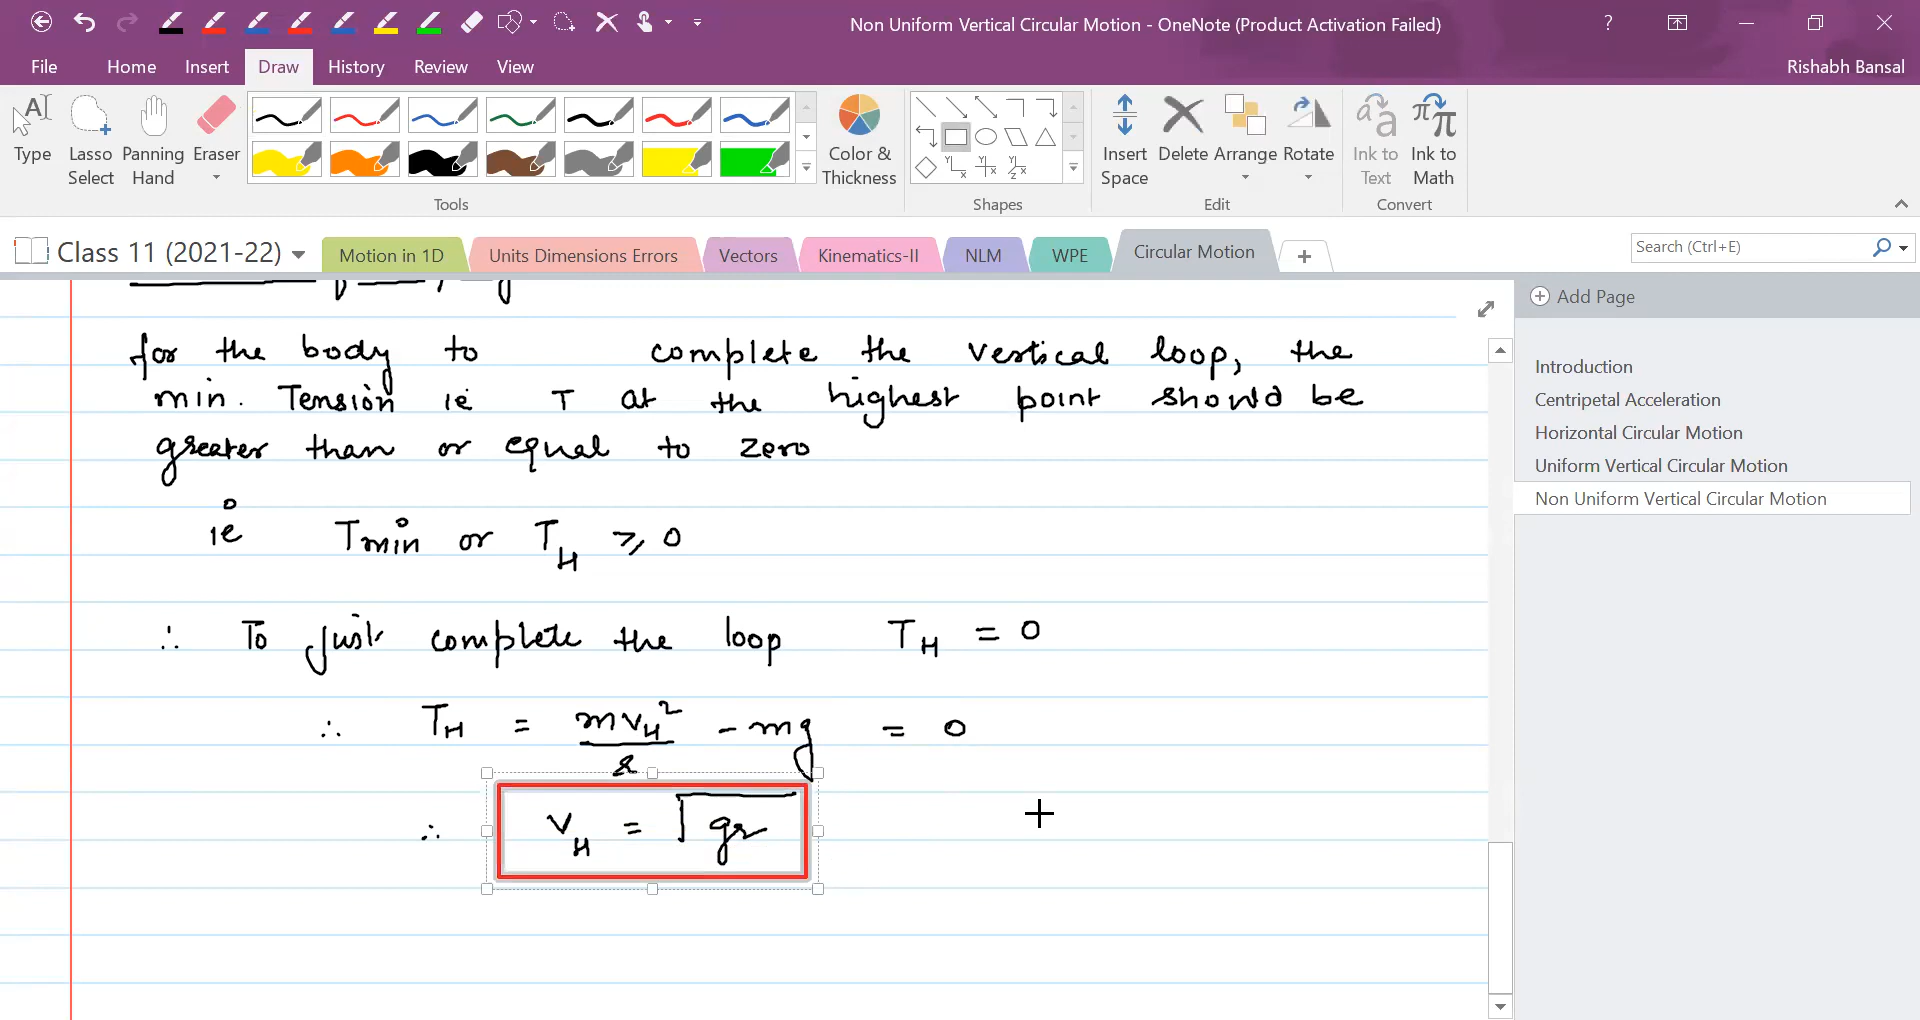 Non Uniform Vertical Circular Motion - OneNote (Product Activation Failed)
?
File Home Insert Draw History Review View
Rishabh Bansal
Type
Lasso Select
Panning Hand
Eraser
Color & Thickness
Insert Space
Delete
Arrange
Rotate
Ink to Text
Ink to Math
Tools Shapes Edit Convert
Class 11 (2021-22)
Motion in 1D Units Dimensions Errors Vectors Kinematics-II NLM WPE Circular Motion
Search (Ctrl+E)
Add Page
Introduction
Centripetal Acceleration
Horizontal Circular Motion
Uniform Vertical Circular Motion
Non Uniform Vertical Circular Motion
for the body to complete the vertical loop, the
min. Tension ie T at the highest point should be
greater than or equal to zero
ie Tmin or T_H ⩾ 0
∴ To just complete the loop T_H = 0
∴ T_H = mv_H²/r - mg = 0
∴ v_H = √gr